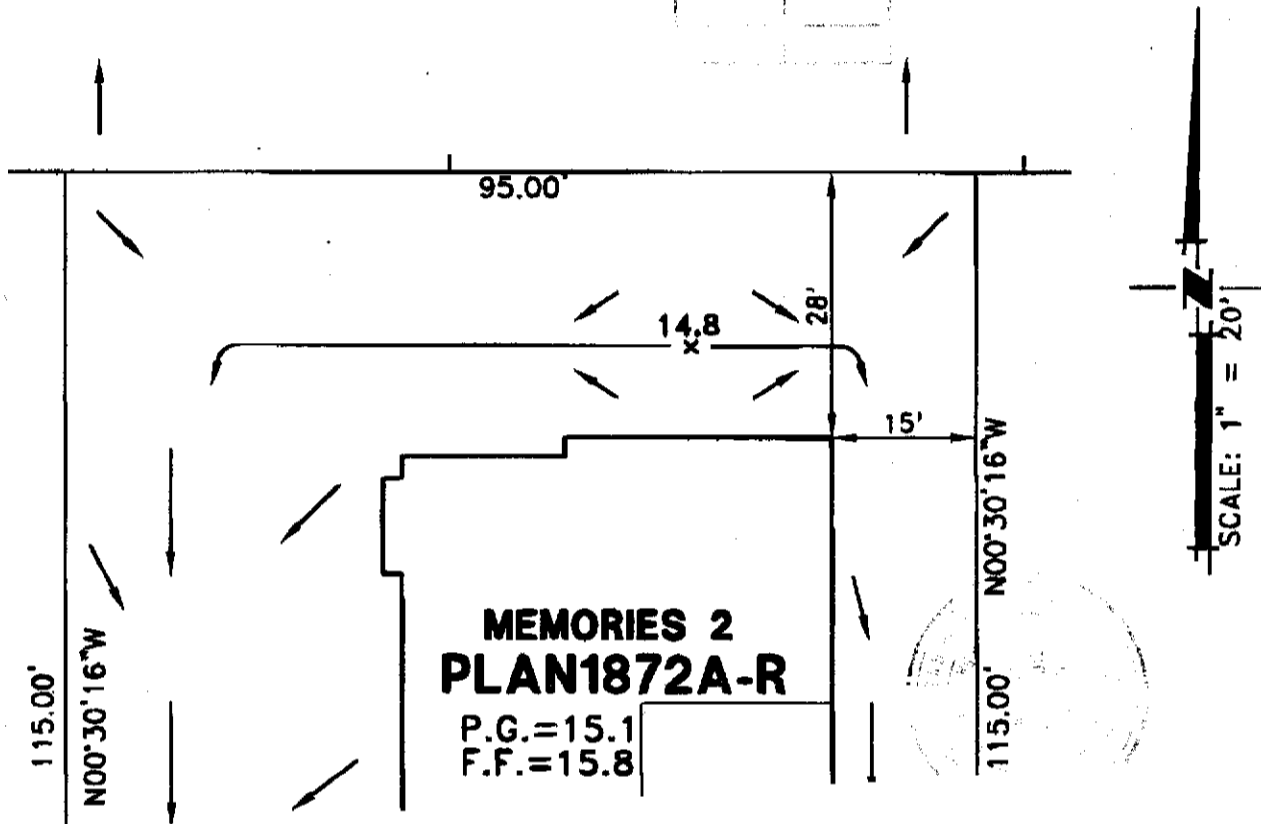 95.00'
14.8
x
28'
15'
N
SCALE: 1" = 20'
MEMORIES 2
PLAN1872A-R
P.G.=15.1
F.F.=15.8
115.00'
N00°30'16"W
N00°30'16"W
115.00'